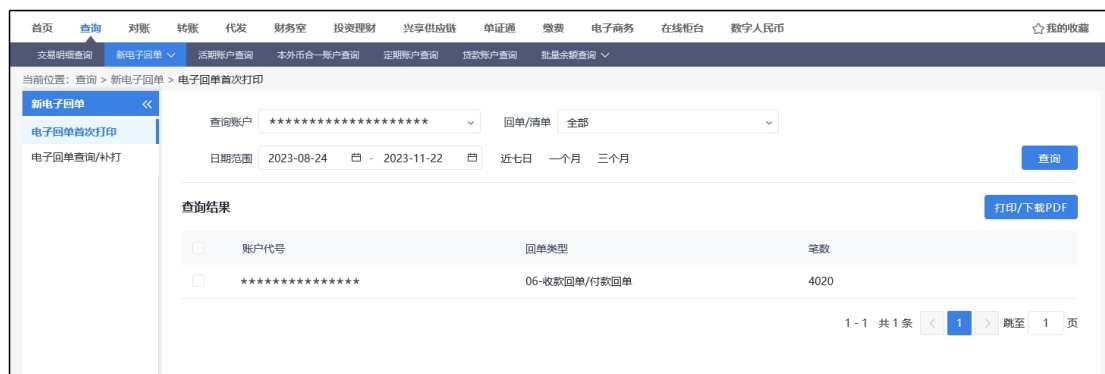 首页 查询 对账 转账 代发 财务室 投资理财 兴享供应链 单证通 缴费 电子商务 在线柜台 数字人民币 我的收藏
交易明细查询 新电子回单 活期账户查询 本外币合一账户查询 定期账户查询 贷款账户查询 批量余额查询
当前位置：查询 > 新电子回单 > 电子回单首次打印
新电子回单 «
电子回单首次打印
电子回单查询/补打
查询账户 ******************** 回单/清单 全部
日期范围 2023-08-24 - 2023-11-22 近七日 一个月 三个月 查询
查询结果 打印/下载PDF
账户代号 回单类型 笔数
*************** 06-收款回单/付款回单 4020
1 - 1 共 1 条 < 1 > 跳至 1 页